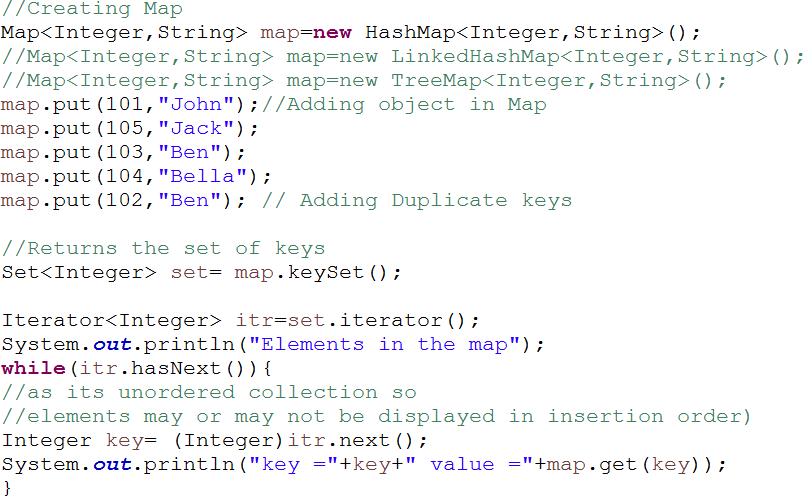 //Creating Map
Map<Integer,String> map=new HashMap<Integer,String>();
//Map<Integer,String> map=new LinkedHashMap<Integer,String>();
//Map<Integer,String> map=new TreeMap<Integer,String>();
map.put(101,"John");//Adding object in Map
map.put(105,"Jack");
map.put(103,"Ben");
map.put(104,"Bella");
map.put(102,"Ben"); // Adding Duplicate keys

//Returns the set of keys
Set<Integer> set= map.keySet();

Iterator<Integer> itr=set.iterator();
System.out.println("Elements in the map");
while(itr.hasNext()){
//as its unordered collection so
//elements may or may not be displayed in insertion order)
Integer key= (Integer)itr.next();
System.out.println("key ="+key+" value ="+map.get(key));
}